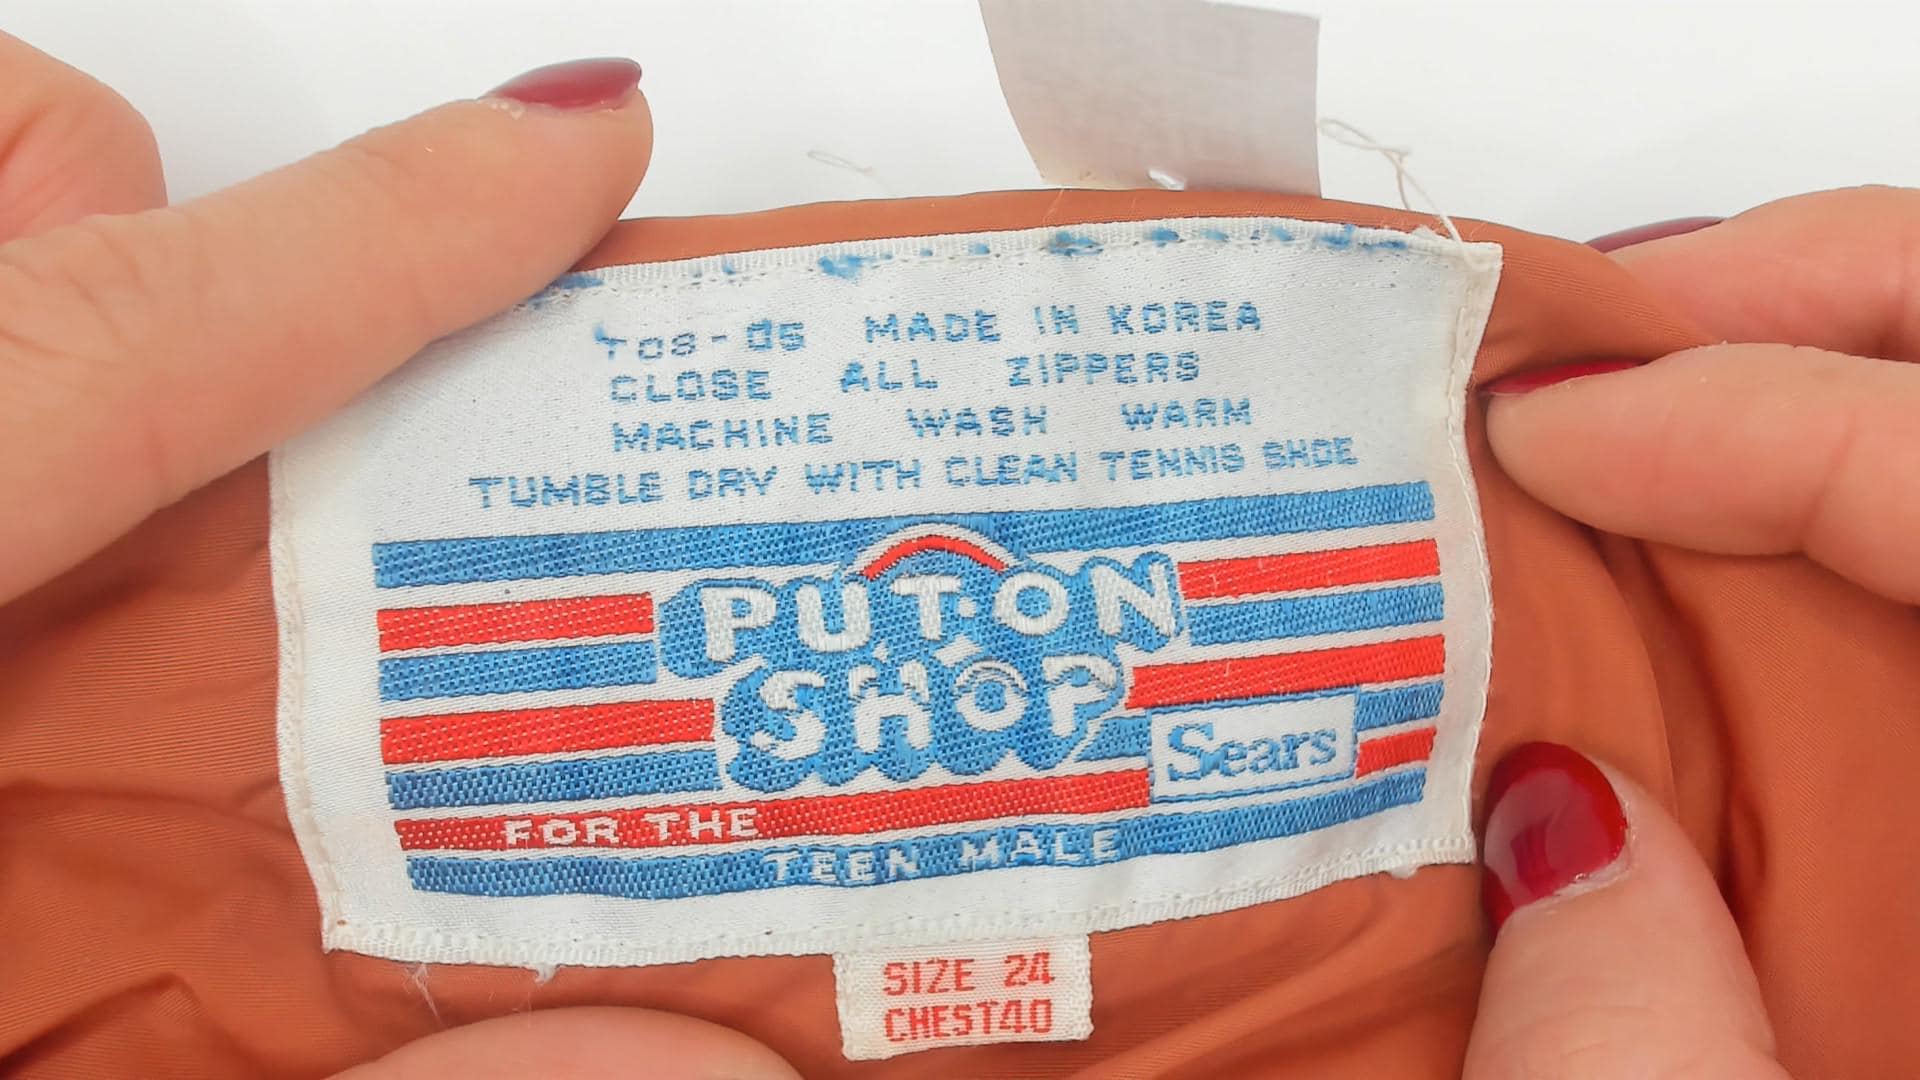 T08-05 MADE IN KOREA
CLOSE ALL ZIPPERS
MACHINE WASH WARM
TUMBLE DRY WITH CLEAN TENNIS SHOE
PUT·ON
SHOP
Sears
FOR THE
TEEN MALE
SIZE 24
CHEST40